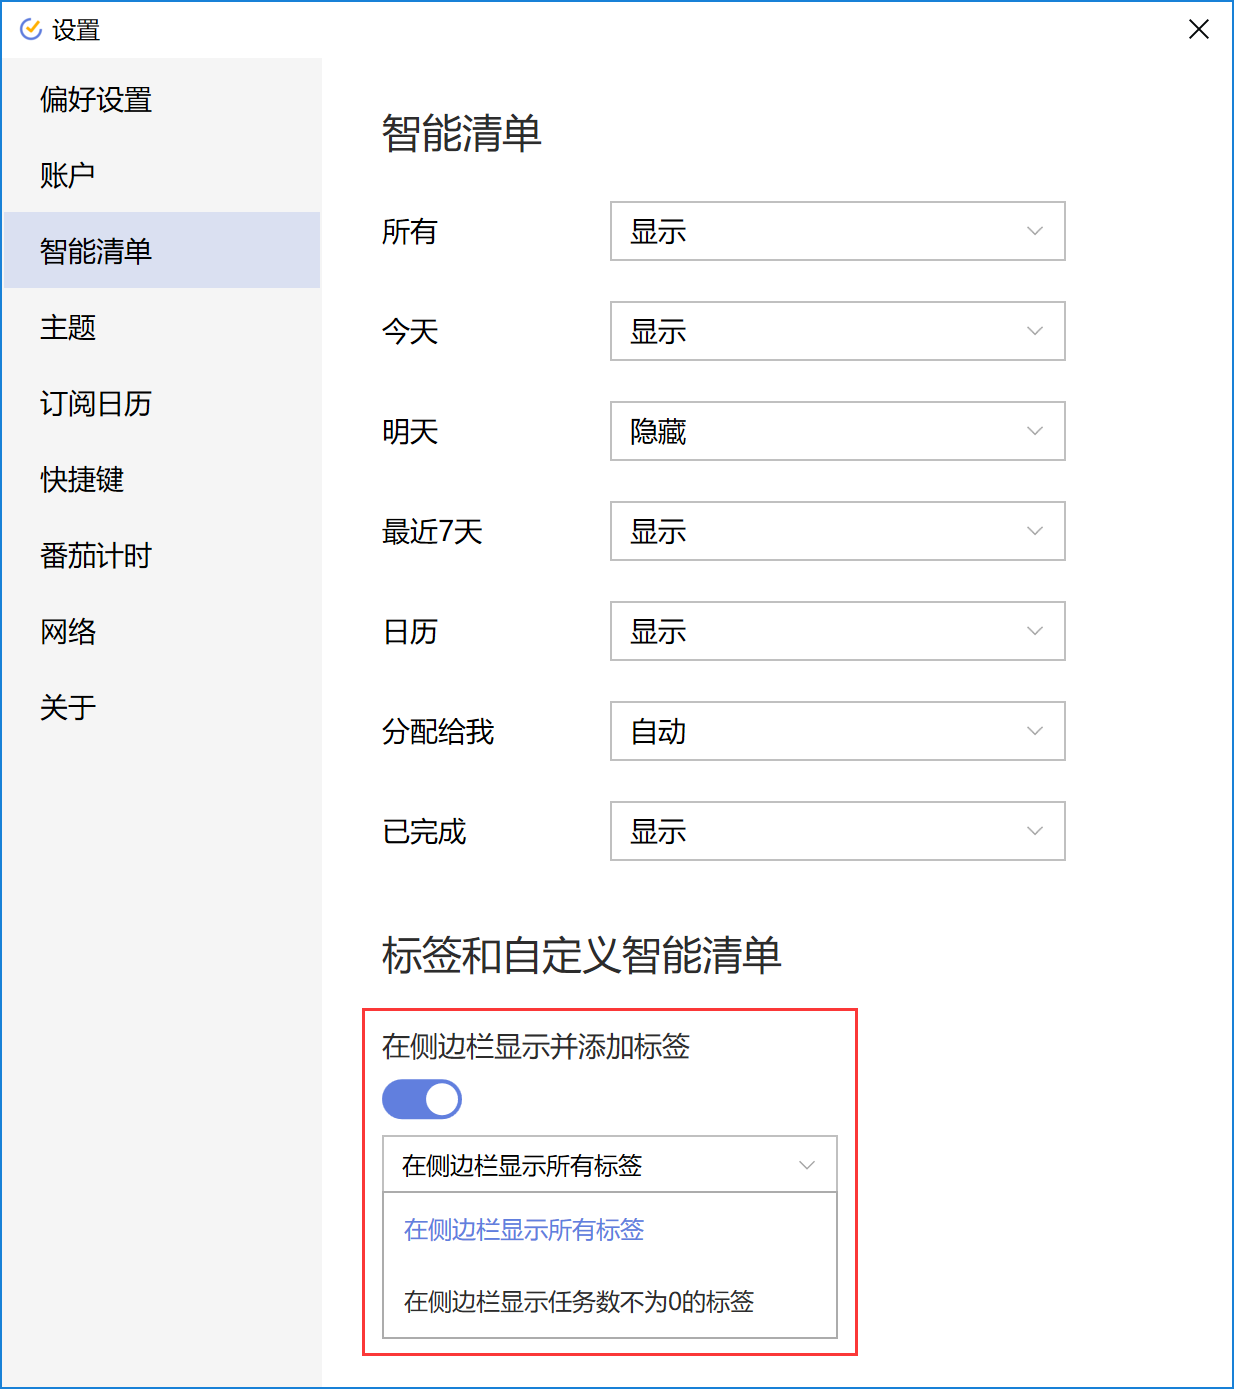 设置
偏好设置
账户
智能清单
主题
订阅日历
快捷键
番茄计时
网络
关于
智能清单
所有 显示
今天 显示
明天 隐藏
最近7天 显示
日历 显示
分配给我 自动
已完成 显示
标签和自定义智能清单
在侧边栏显示并添加标签
在侧边栏显示所有标签
在侧边栏显示所有标签
在侧边栏显示任务数不为0的标签